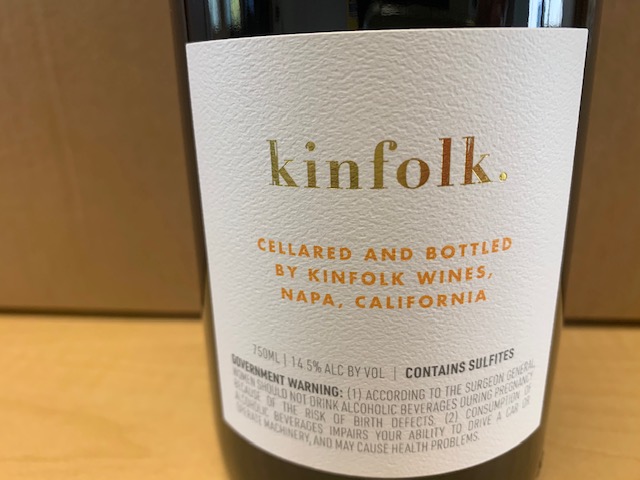 kinfolk.
CELLARED AND BOTTLED
BY KINFOLK WINES,
NAPA, CALIFORNIA
750ML | 14.5% ALC BY VOL | CONTAINS SULFITES
GOVERNMENT WARNING: (1) ACCORDING TO THE SURGEON GENERAL,
WOMEN SHOULD NOT DRINK ALCOHOLIC BEVERAGES DURING PREGNANCY
BECAUSE OF THE RISK OF BIRTH DEFECTS. (2) CONSUMPTION OF
ALCOHOLIC BEVERAGES IMPAIRS YOUR ABILITY TO DRIVE A CAR OR
OPERATE MACHINERY, AND MAY CAUSE HEALTH PROBLEMS.